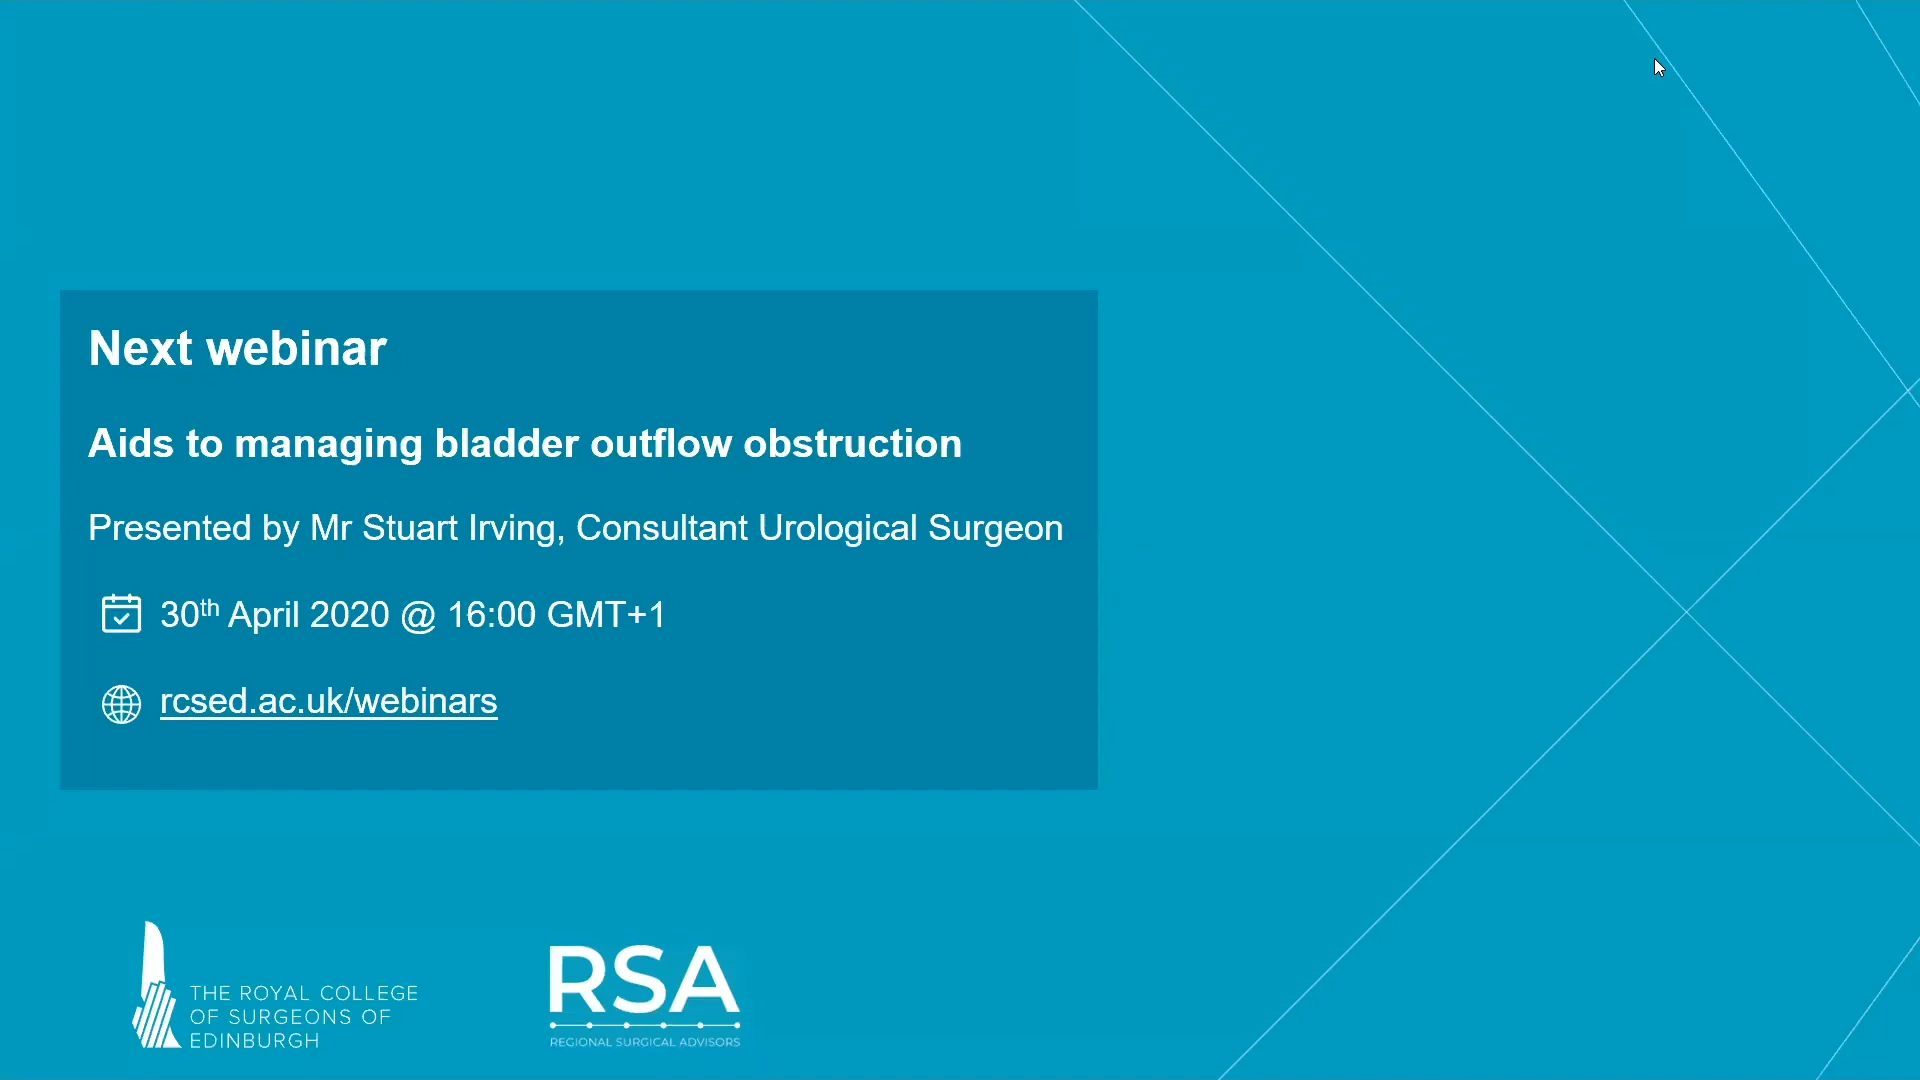 Next webinar
Aids to managing bladder outflow obstruction
Presented by Mr Stuart Irving, Consultant Urological Surgeon
30th April 2020 @ 16:00 GMT+1
rcsed.ac.uk/webinars
THE ROYAL COLLEGE
OF SURGEONS OF
EDINBURGH
RSA
REGIONAL SURGICAL ADVISORS